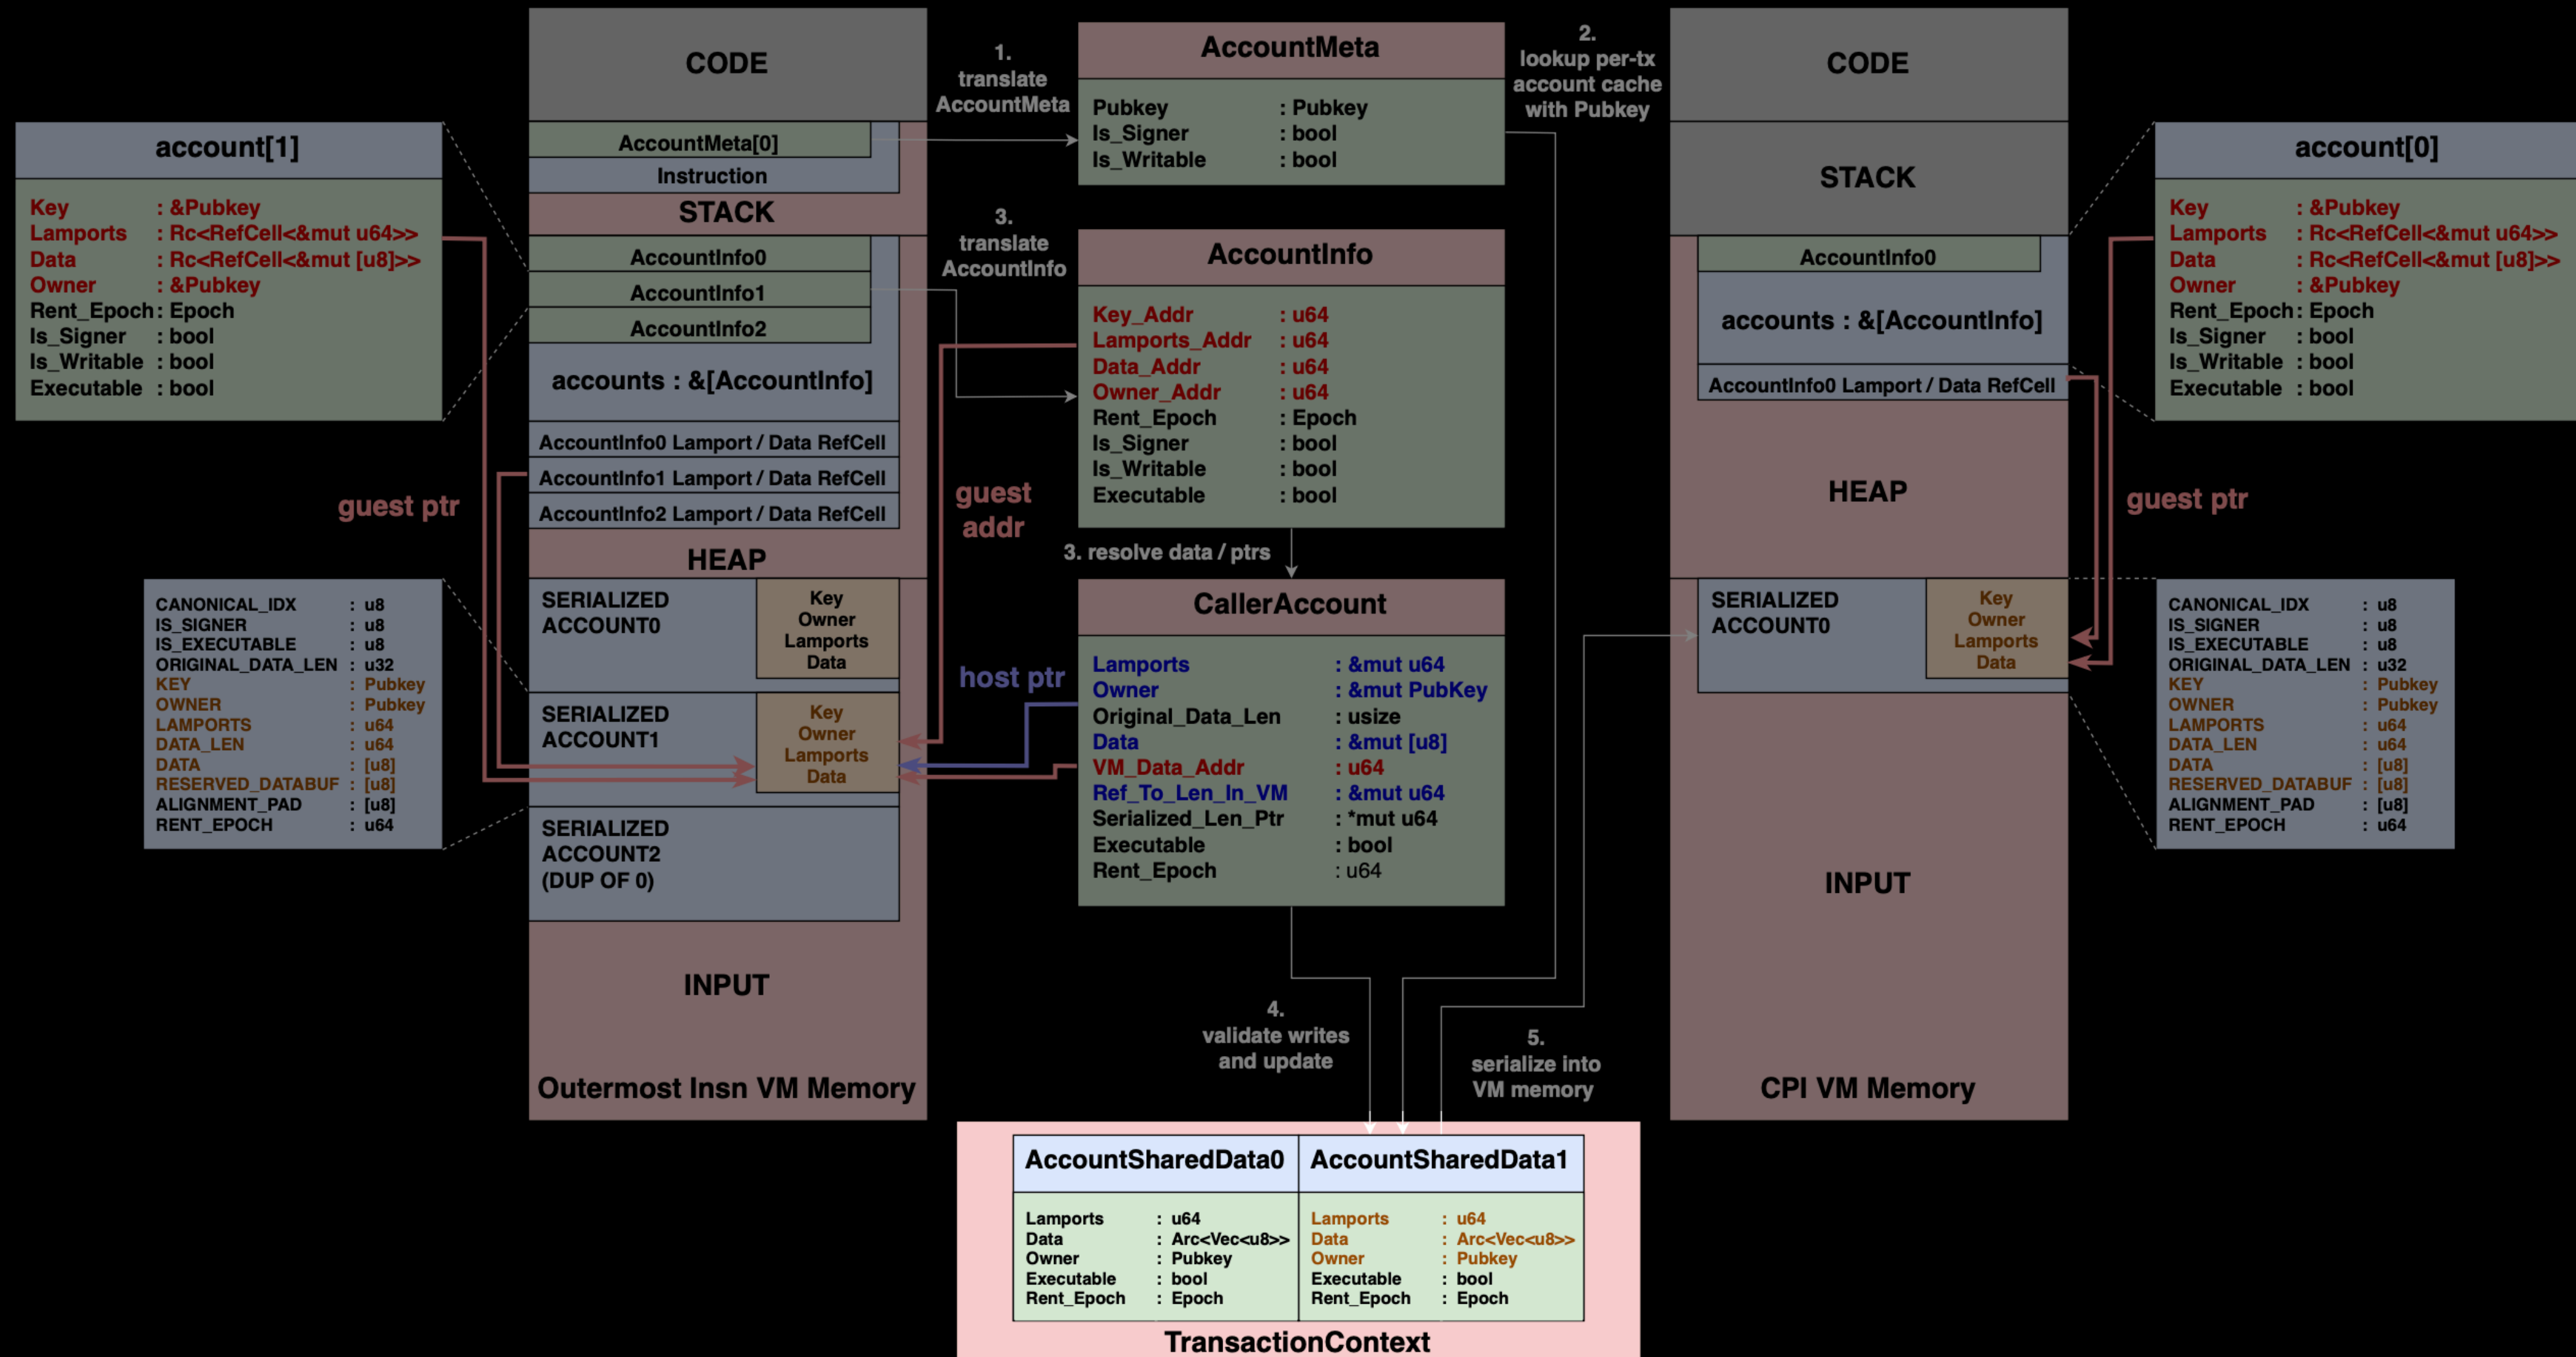 account[1]
Key : &Pubkey
Lamports : Rc<RefCell<&mut u64>>
Data : Rc<RefCell<&mut [u8]>>
Owner : &Pubkey
Rent_Epoch : Epoch
Is_Signer : bool
Is_Writable : bool
Executable : bool
guest ptr
CANONICAL_IDX : u8
IS_SIGNER : u8
IS_EXECUTABLE : u8
ORIGINAL_DATA_LEN : u32
KEY : Pubkey
OWNER : Pubkey
LAMPORTS : u64
DATA_LEN : u64
DATA : [u8]
RESERVED_DATABUF : [u8]
ALIGNMENT_PAD : [u8]
RENT_EPOCH : u64
CODE
AccountMeta[0]
Instruction
STACK
AccountInfo0
AccountInfo1
AccountInfo2
accounts : &[AccountInfo]
AccountInfo0 Lamport / Data RefCell
AccountInfo1 Lamport / Data RefCell
AccountInfo2 Lamport / Data RefCell
HEAP
SERIALIZED
ACCOUNT0
Key
Owner
Lamports
Data
SERIALIZED
ACCOUNT1
Key
Owner
Lamports
Data
SERIALIZED
ACCOUNT2
(DUP OF 0)
INPUT
Outermost Insn VM Memory
1.
translate
AccountMeta
AccountMeta
Pubkey : Pubkey
Is_Signer : bool
Is_Writable : bool
2.
lookup per-tx
account cache
with Pubkey
3.
translate
AccountInfo
AccountInfo
Key_Addr : u64
Lamports_Addr : u64
Data_Addr : u64
Owner_Addr : u64
Rent_Epoch : Epoch
Is_Signer : bool
Is_Writable : bool
Executable : bool
guest
addr
3. resolve data / ptrs
CallerAccount
Lamports : &mut u64
Owner : &mut PubKey
Original_Data_Len : usize
Data : &mut [u8]
VM_Data_Addr : u64
Ref_To_Len_In_VM : &mut u64
Serialized_Len_Ptr : *mut u64
Executable : bool
Rent_Epoch : u64
host ptr
4.
validate writes
and update
5.
serialize into
VM memory
CODE
STACK
AccountInfo0
accounts : &[AccountInfo]
AccountInfo0 Lamport / Data RefCell
HEAP
SERIALIZED
ACCOUNT0
Key
Owner
Lamports
Data
INPUT
CPI VM Memory
account[0]
Key : &Pubkey
Lamports : Rc<RefCell<&mut u64>>
Data : Rc<RefCell<&mut [u8]>>
Owner : &Pubkey
Rent_Epoch : Epoch
Is_Signer : bool
Is_Writable : bool
Executable : bool
guest ptr
CANONICAL_IDX : u8
IS_SIGNER : u8
IS_EXECUTABLE : u8
ORIGINAL_DATA_LEN : u32
KEY : Pubkey
OWNER : Pubkey
LAMPORTS : u64
DATA_LEN : u64
DATA : [u8]
RESERVED_DATABUF : [u8]
ALIGNMENT_PAD : [u8]
RENT_EPOCH : u64
AccountSharedData0
Lamports : u64
Data : Arc<Vec<u8>>
Owner : Pubkey
Executable : bool
Rent_Epoch : Epoch
AccountSharedData1
Lamports : u64
Data : Arc<Vec<u8>>
Owner : Pubkey
Executable : bool
Rent_Epoch : Epoch
TransactionContext